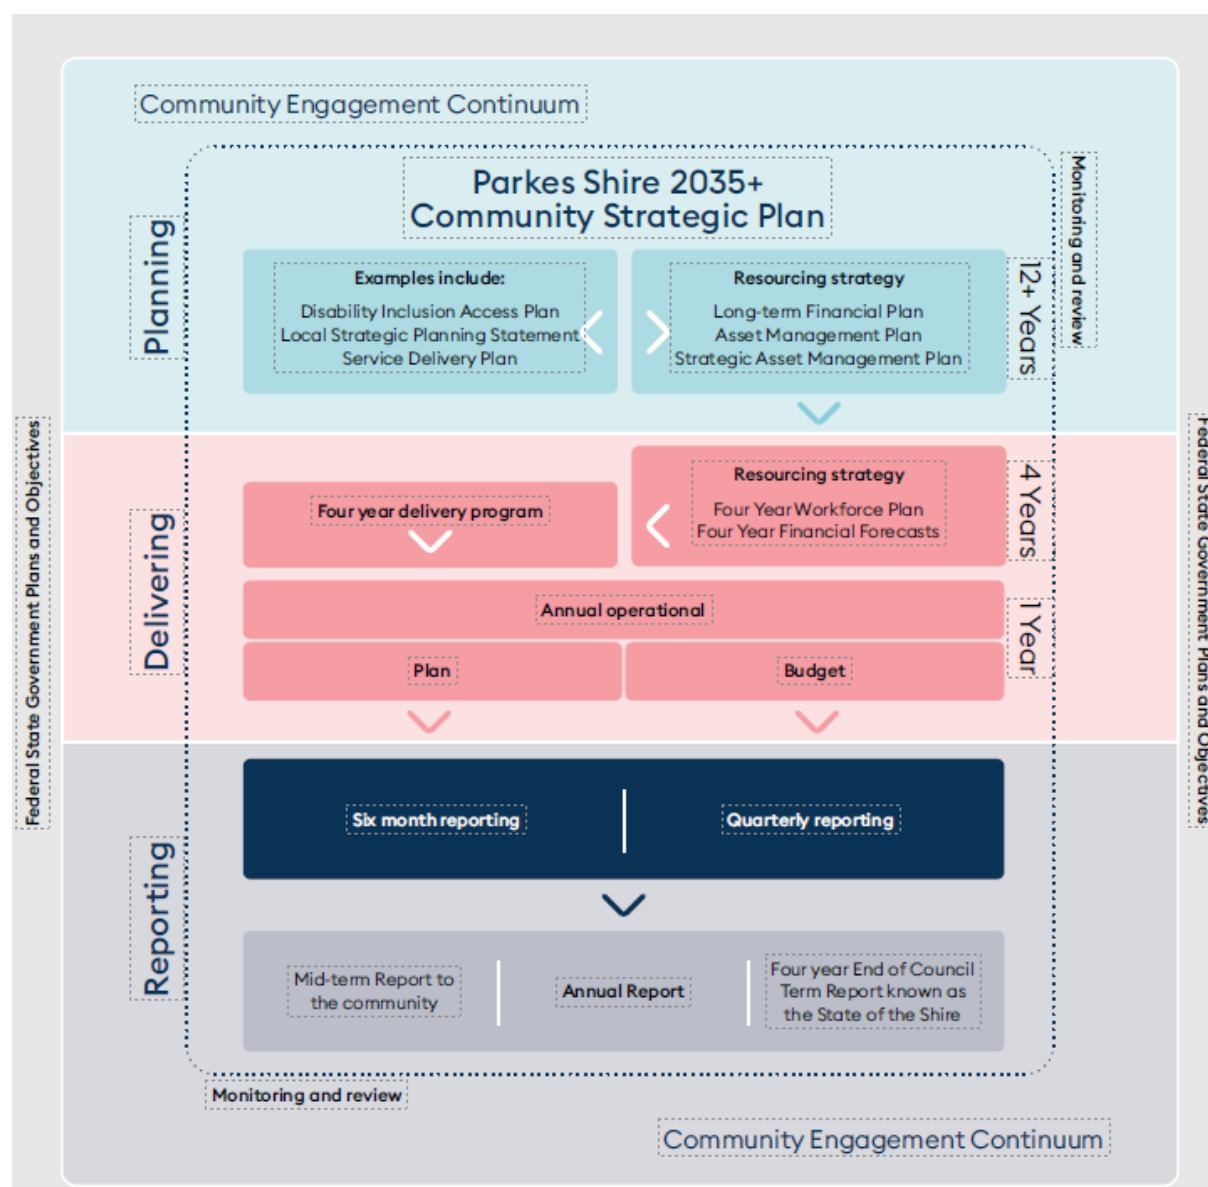 Community Engagement Continuum
Parkes Shire 2035+
Community Strategic Plan
Monitoring and review
Planning
Examples include:
Disability Inclusion Access Plan
Local Strategic Planning Statement
Service Delivery Plan
Resourcing strategy
Long-term Financial Plan
Asset Management Plan
Strategic Asset Management Plan
12+ Years
Federal State Government Plans and Objectives
Federal State Government Plans and Objectives
Delivering
Four year delivery program
Resourcing strategy
Four Year Workforce Plan
Four Year Financial Forecasts
4 Years
Annual operational
Plan
Budget
1 Year
Reporting
Six month reporting
Quarterly reporting
Mid-term Report to
the community
Annual Report
Four year End of Council
Term Report known as
the State of the Shire
Monitoring and review
Community Engagement Continuum